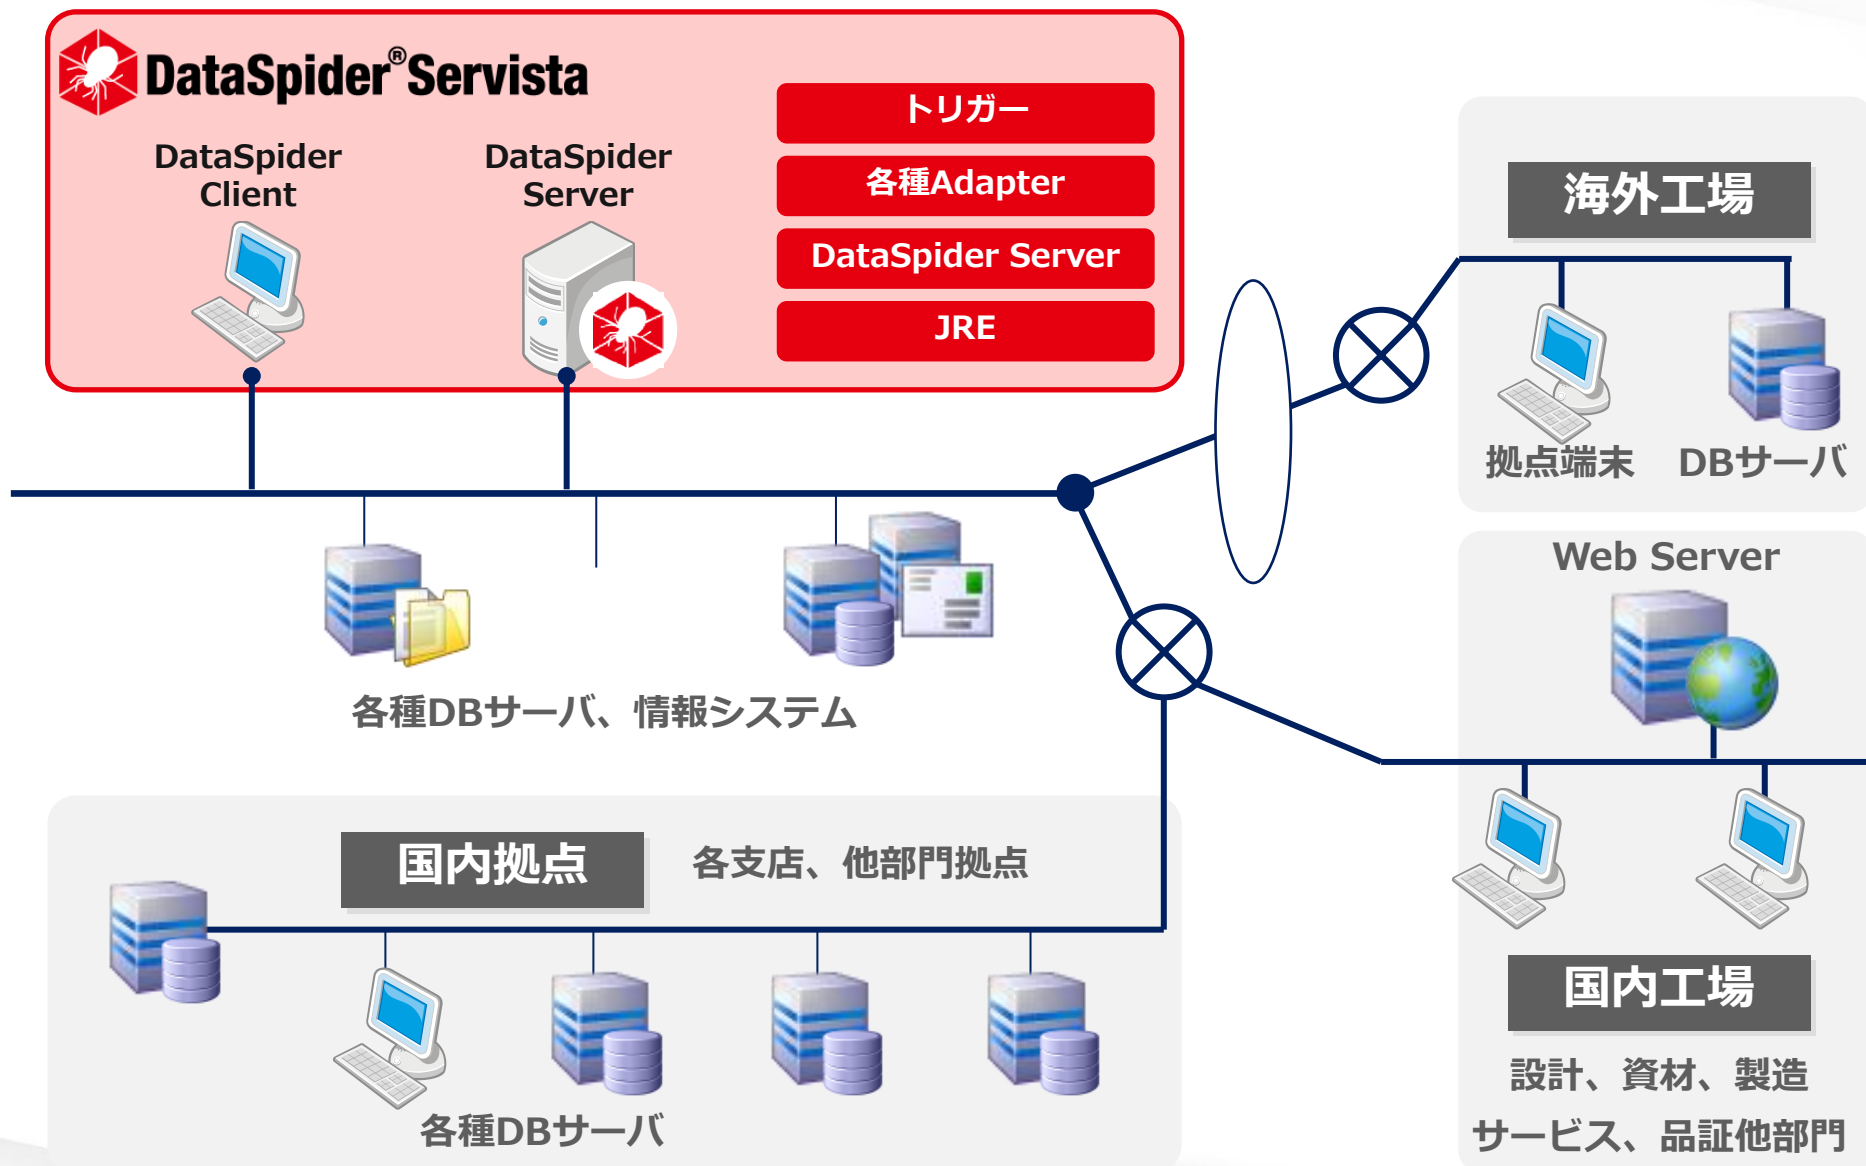 DataSpider®Servista
DataSpider
Client
DataSpider
Server
トリガー
各種Adapter
DataSpider Server
JRE
海外工場
拠点端末
DBサーバ
各種DBサーバ、情報システム
Web Server
国内拠点
各支店、他部門拠点
各種DBサーバ
国内工場
設計、資材、製造
サービス、品証他部門